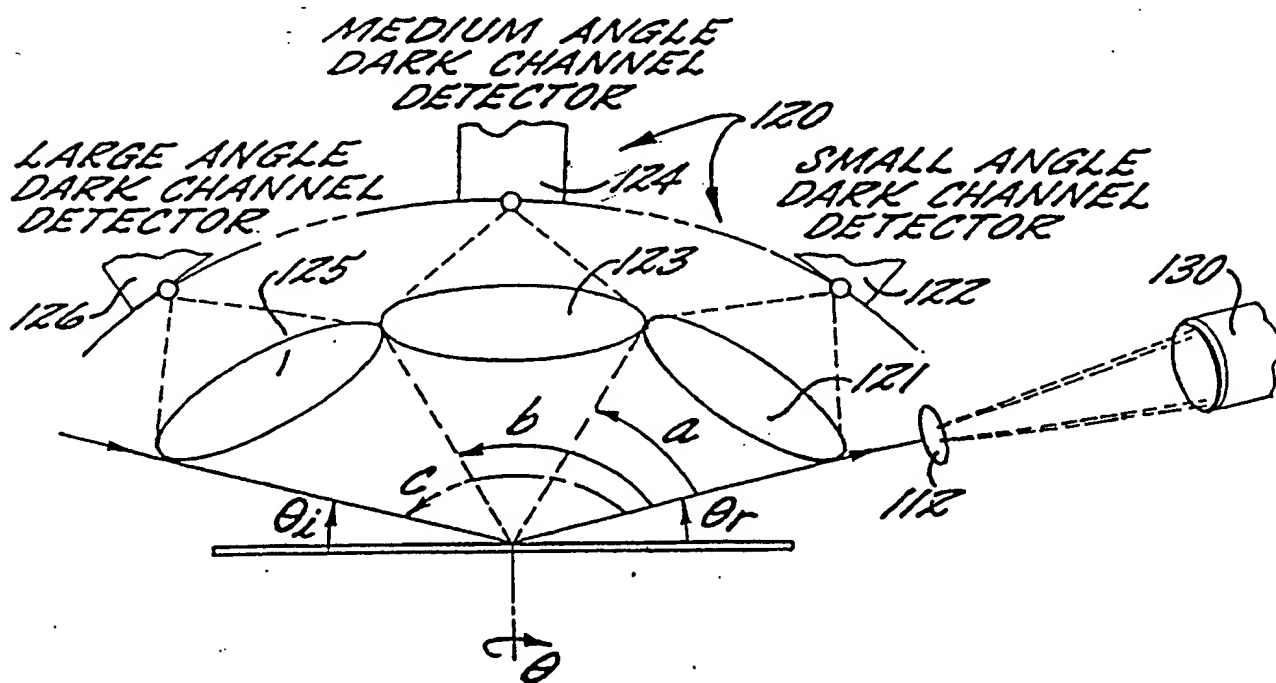 MEDIUM ANGLE
DARK CHANNEL
DETECTOR
120
LARGE ANGLE
DARK CHANNEL
DETECTOR
124
SMALL ANGLE
DARK CHANNEL
DETECTOR
125
123
130
126
122
121
b
a
c
112
θi
θr
θ